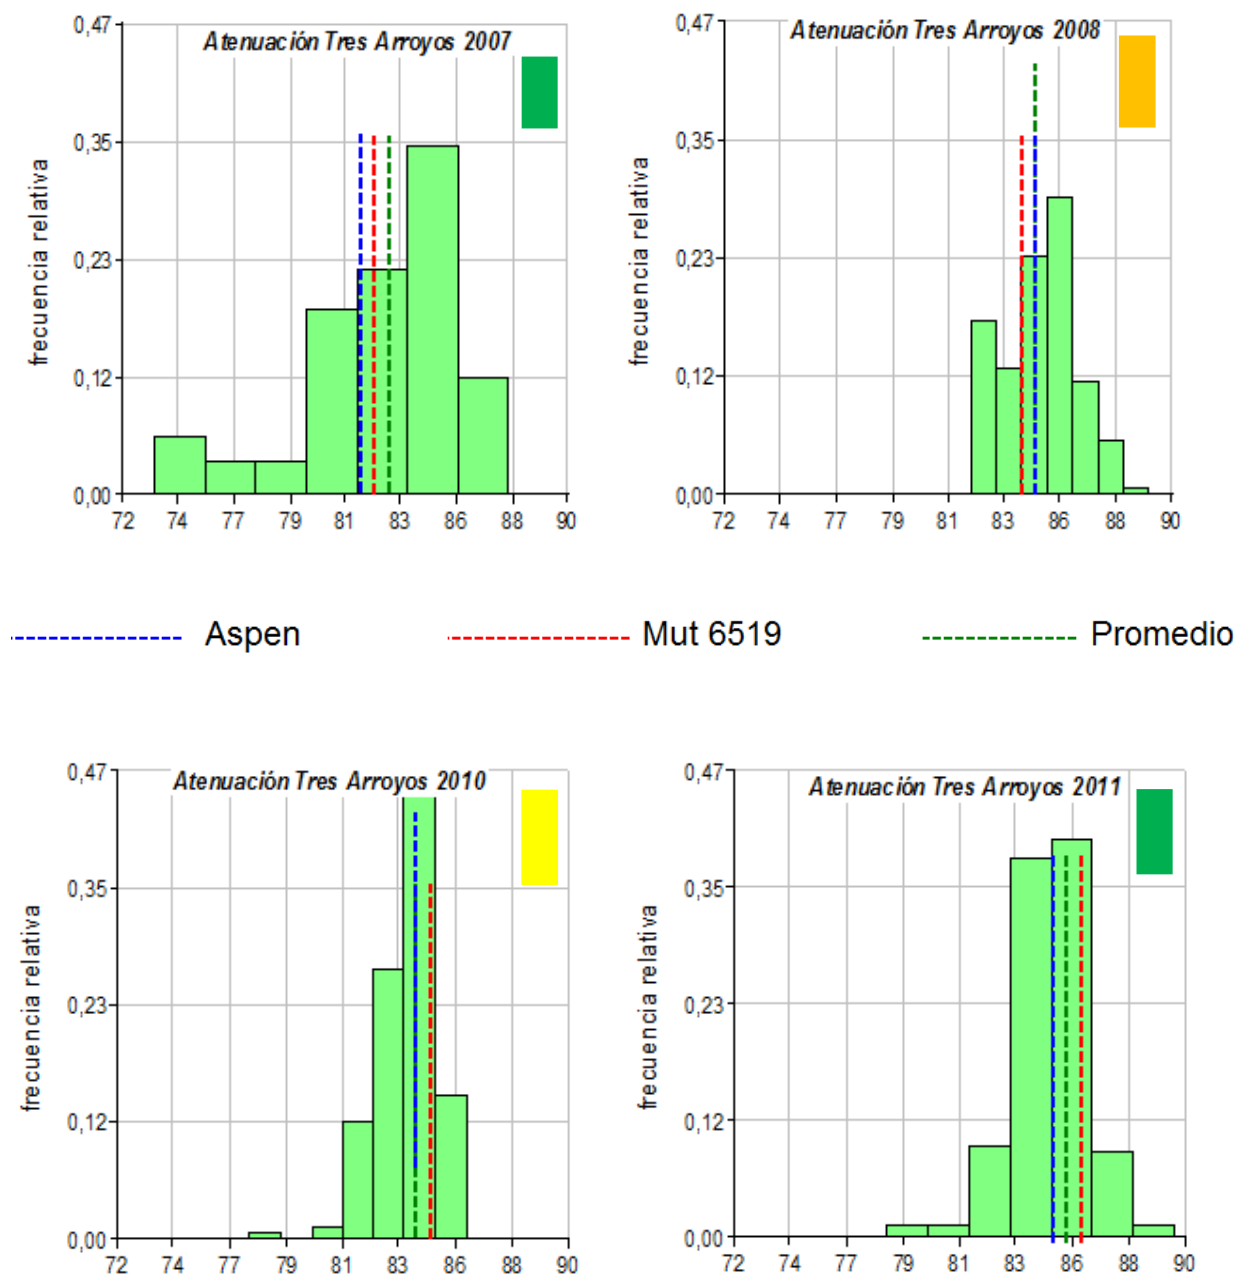 Atenuación Tres Arroyos 2007
frecuencia relativa
0,47
0,35
0,23
0,12
0,00
72 74 77 79 81 83 86 88 90
Atenuación Tres Arroyos 2008
frecuencia relativa
0,47
0,35
0,23
0,12
0,00
72 74 77 79 81 83 86 88 90
Aspen Mut 6519 Promedio
Atenuación Tres Arroyos 2010
frecuencia relativa
0,47
0,35
0,23
0,12
0,00
72 74 77 79 81 83 86 88 90
Atenuación Tres Arroyos 2011
frecuencia relativa
0,47
0,35
0,23
0,12
0,00
72 74 77 79 81 83 86 88 90